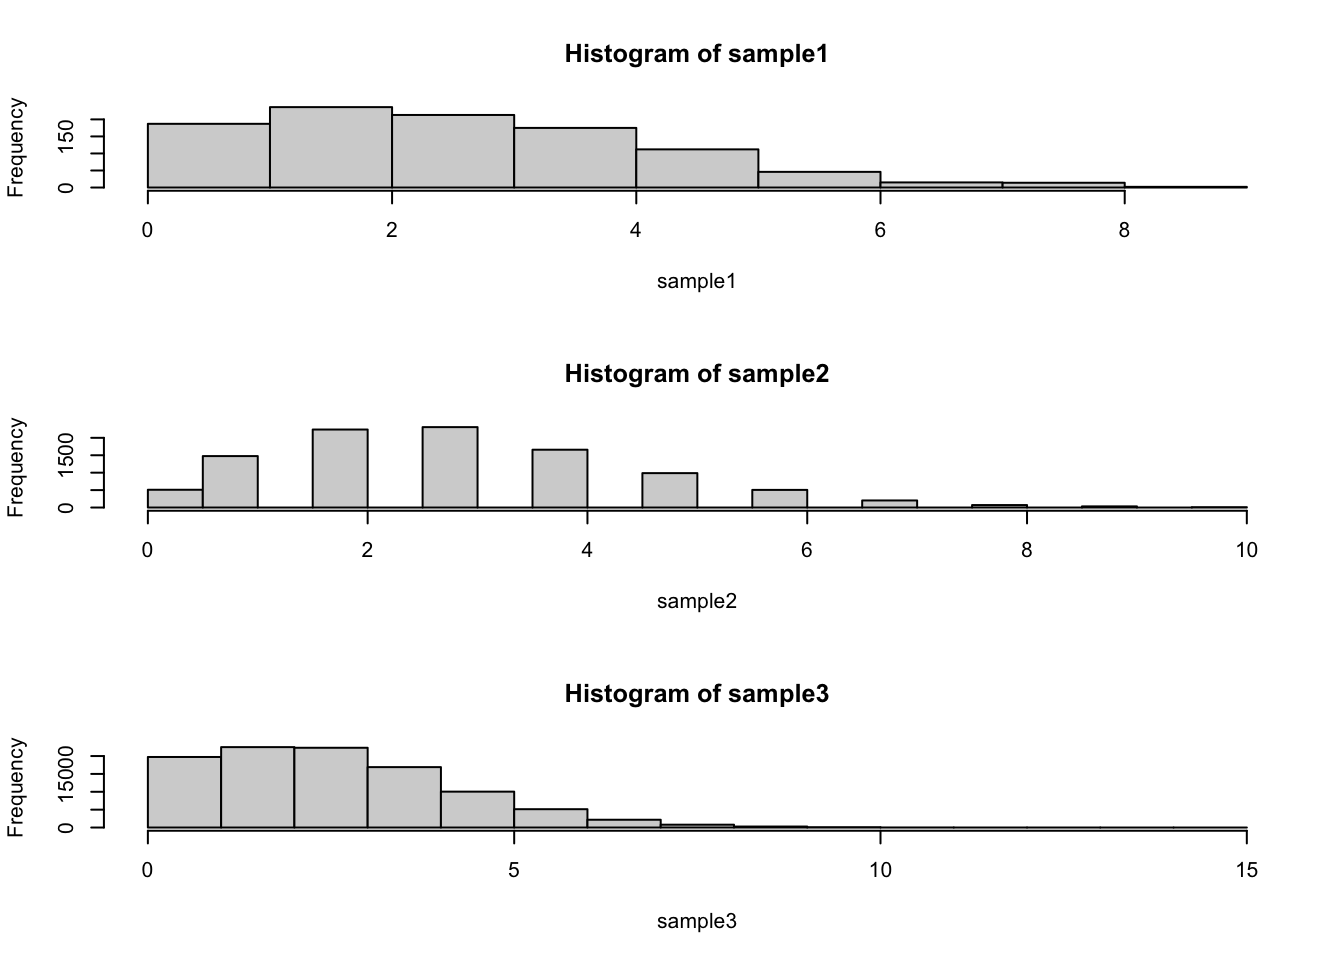 Histogram of sample1
Frequency
150
0
0 2 4 6 8
sample1
Histogram of sample2
Frequency
1500
0
0 2 4 6 8 10
sample2
Histogram of sample3
Frequency
15000
0
0 5 10 15
sample3